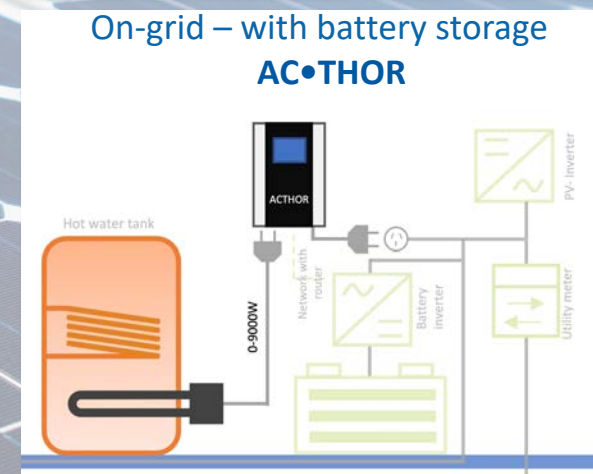 On-grid – with battery storage
AC•THOR
ACTHOR
PV- Inverter
Hot water tank
Network with
router
0-9000W
Battery
inverter
Utility meter